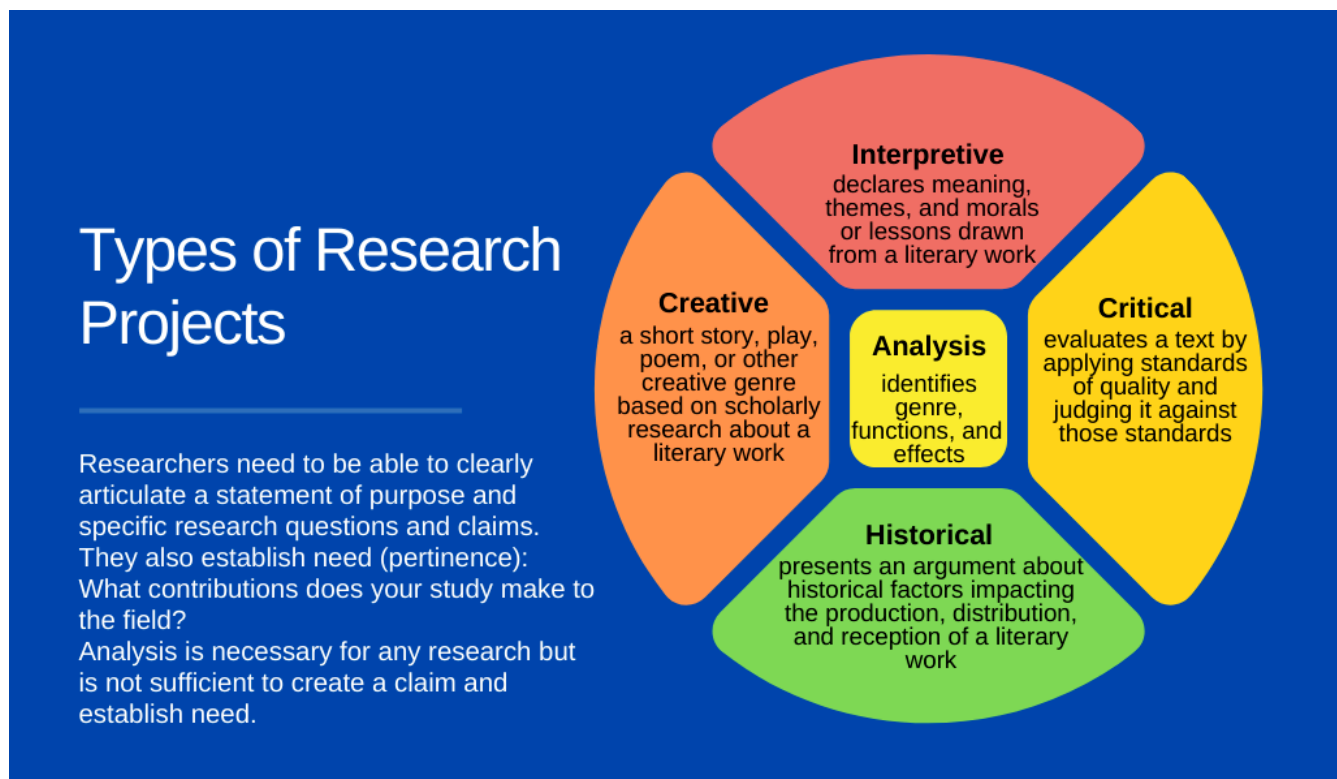 Types of Research
Projects
Researchers need to be able to clearly
articulate a statement of purpose and
specific research questions and claims.
They also establish need (pertinence):
What contributions does your study make to
the field?
Analysis is necessary for any research but
is not sufficient to create a claim and
establish need.
Interpretive
declares meaning,
themes, and morals
or lessons drawn
from a literary work
Creative
a short story, play,
poem, or other
creative genre
based on scholarly
research about a
literary work
Analysis
identifies
genre,
functions, and
effects
Critical
evaluates a text by
applying standards
of quality and
judging it against
those standards
Historical
presents an argument about
historical factors impacting
the production, distribution,
and reception of a literary
work